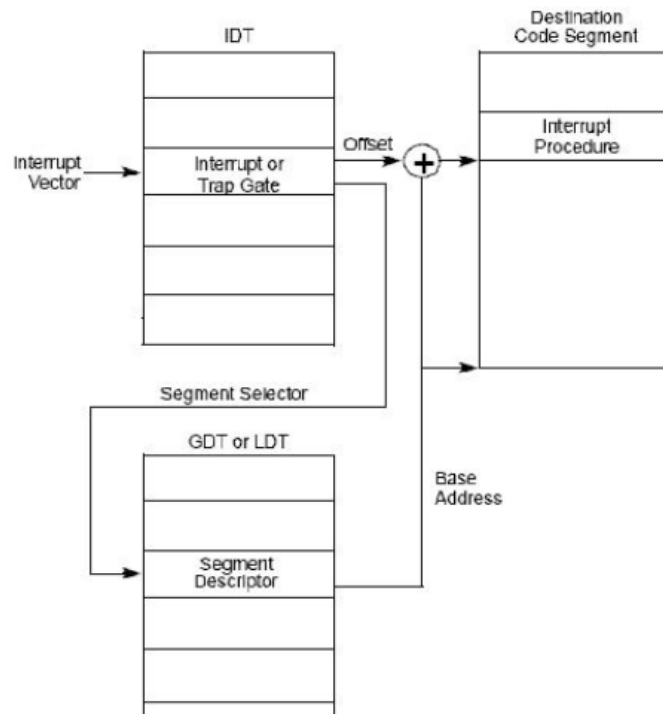 IDT
Destination
Code Segment
Interrupt
Vector
Interrupt or
Trap Gate
Offset
+
Interrupt
Procedure
Segment Selector
GDT or LDT
Segment
Descriptor
Base
Address